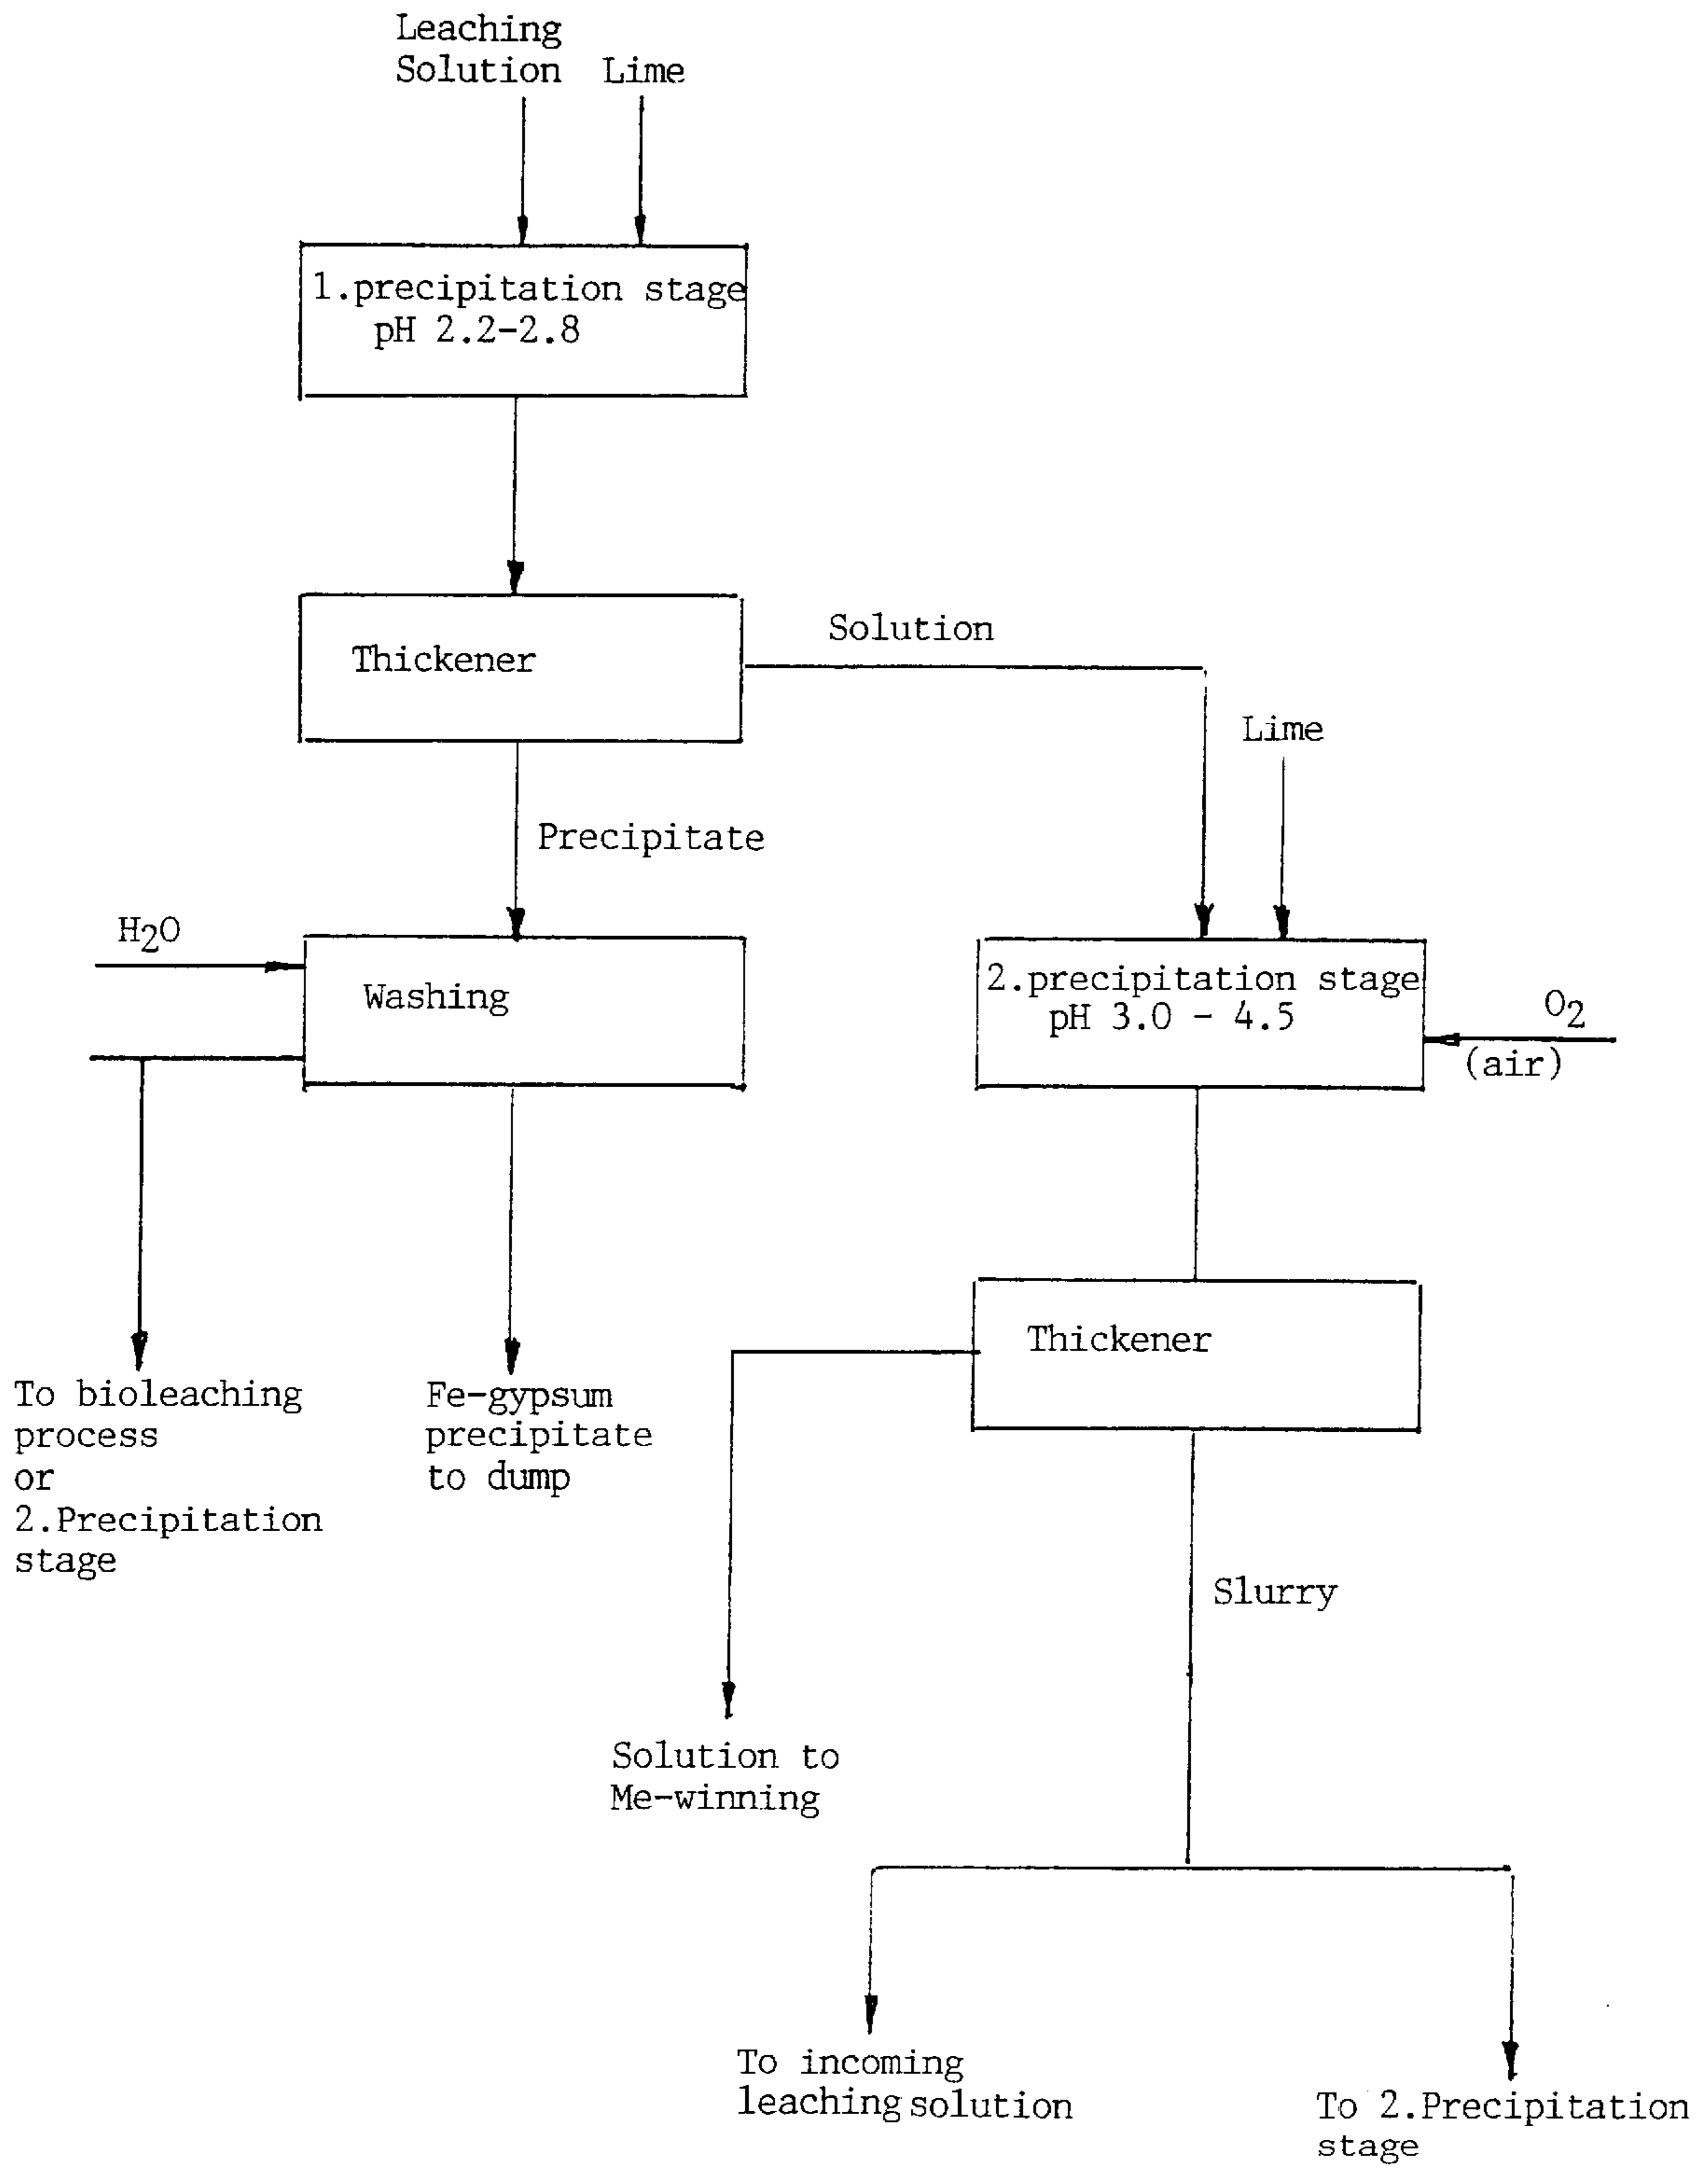 Leaching
Solution Lime
1.precipitation stage
pH 2.2-2.8
Thickener
Solution
Lime
Precipitate
H2O
Washing
2.precipitation stage
pH 3.0 - 4.5
O2
(air)
Thickener
To bioleaching
process
or
2.Precipitation
stage
Fe-gypsum
precipitate
to dump
Slurry
Solution to
Me-winning
To incoming
leaching solution
To 2.Precipitation
stage